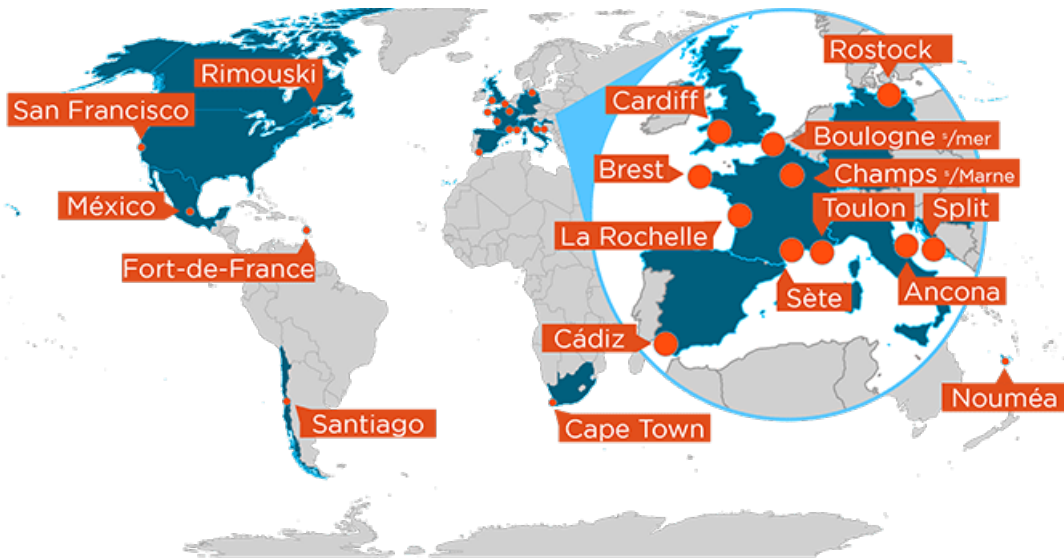 Rostock
Rimouski
Cardiff
San Francisco
Boulogne s/mer
Brest
Champs s/Marne
México
Toulon
Split
La Rochelle
Fort-de-France
Sète
Ancona
Cádiz
Nouméa
Santiago
Cape Town